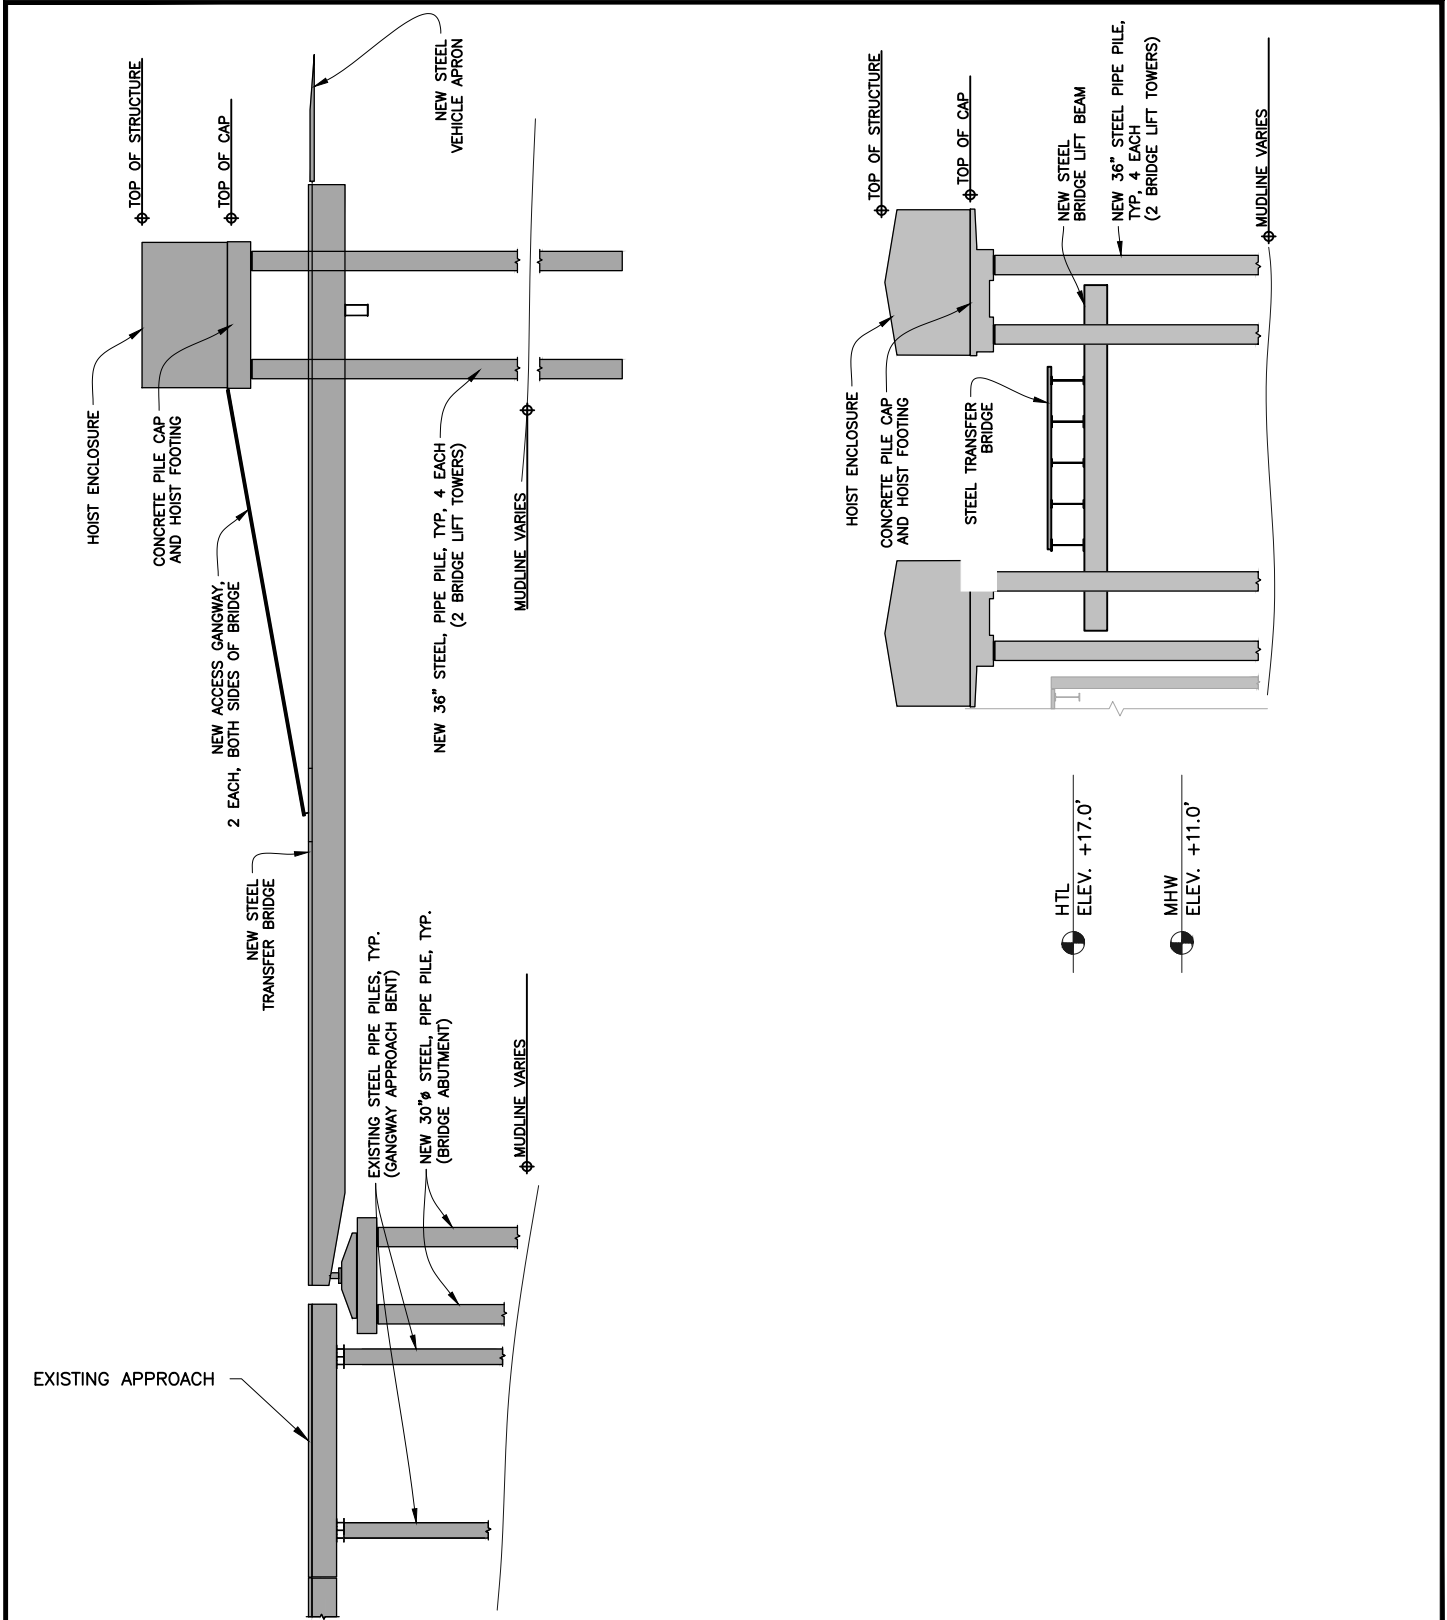 NEW STEEL
VEHICLE APRON
TOP OF STRUCTURE
TOP OF CAP
HOIST ENCLOSURE
CONCRETE PILE CAP
AND HOIST FOOTING
NEW ACCESS GANGWAY,
2 EACH, BOTH SIDES OF BRIDGE
NEW 36" STEEL, PIPE PILE, TYP, 4 EACH
(2 BRIDGE LIFT TOWERS)
MUDLINE VARIES
NEW STEEL
TRANSFER BRIDGE
EXISTING STEEL PIPE PILES, TYP.
(GANGWAY APPROACH BENT)
NEW 30"ø STEEL, PIPE PILE, TYP.
(BRIDGE ABUTMENT)
MUDLINE VARIES
EXISTING APPROACH
TOP OF STRUCTURE
TOP OF CAP
NEW STEEL
BRIDGE LIFT BEAM
NEW 36" STEEL PIPE PILE,
TYP, 4 EACH
(2 BRIDGE LIFT TOWERS)
MUDLINE VARIES
HOIST ENCLOSURE
CONCRETE PILE CAP
AND HOIST FOOTING
STEEL TRANSFER
BRIDGE
HTL
ELEV. +17.0'
MHW
ELEV. +11.0'